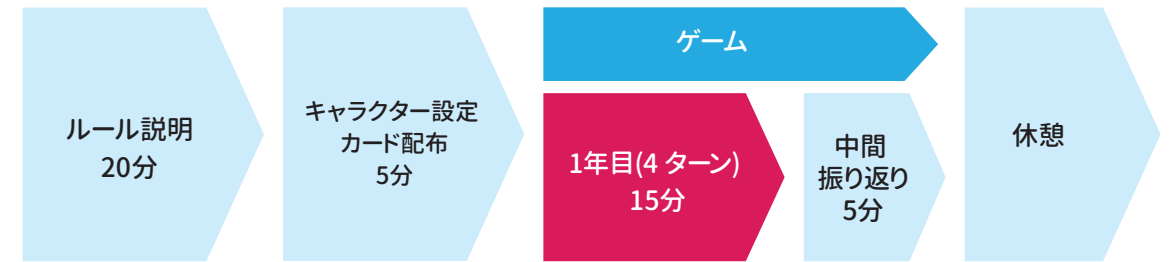 ルール説明
20分
キャラクター設定
カード配布
5分
ゲーム
1年目(4 ターン)
15分
中間
振り返り
5分
休憩